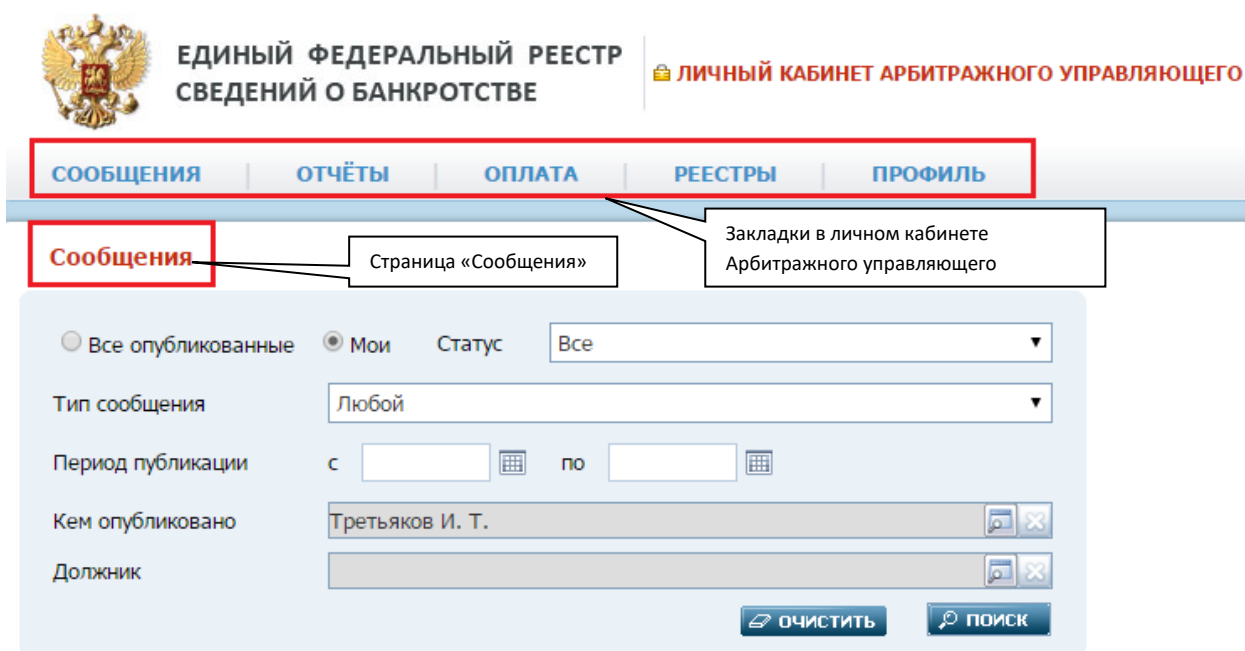 ЕДИНЫЙ ФЕДЕРАЛЬНЫЙ РЕЕСТР
СВЕДЕНИЙ О БАНКРОТСТВЕ
ЛИЧНЫЙ КАБИНЕТ АРБИТРАЖНОГО УПРАВЛЯЮЩЕГО
СООБЩЕНИЯ ОТЧЁТЫ ОПЛАТА РЕЕСТРЫ ПРОФИЛЬ
Закладки в личном кабинете
Арбитражного управляющего
Сообщения
Страница «Сообщения»
Все опубликованные Мои Статус Все
Тип сообщения Любой
Период публикации с по
Кем опубликовано Третьяков И. Т.
Должник
ОЧИСТИТЬ ПОИСК